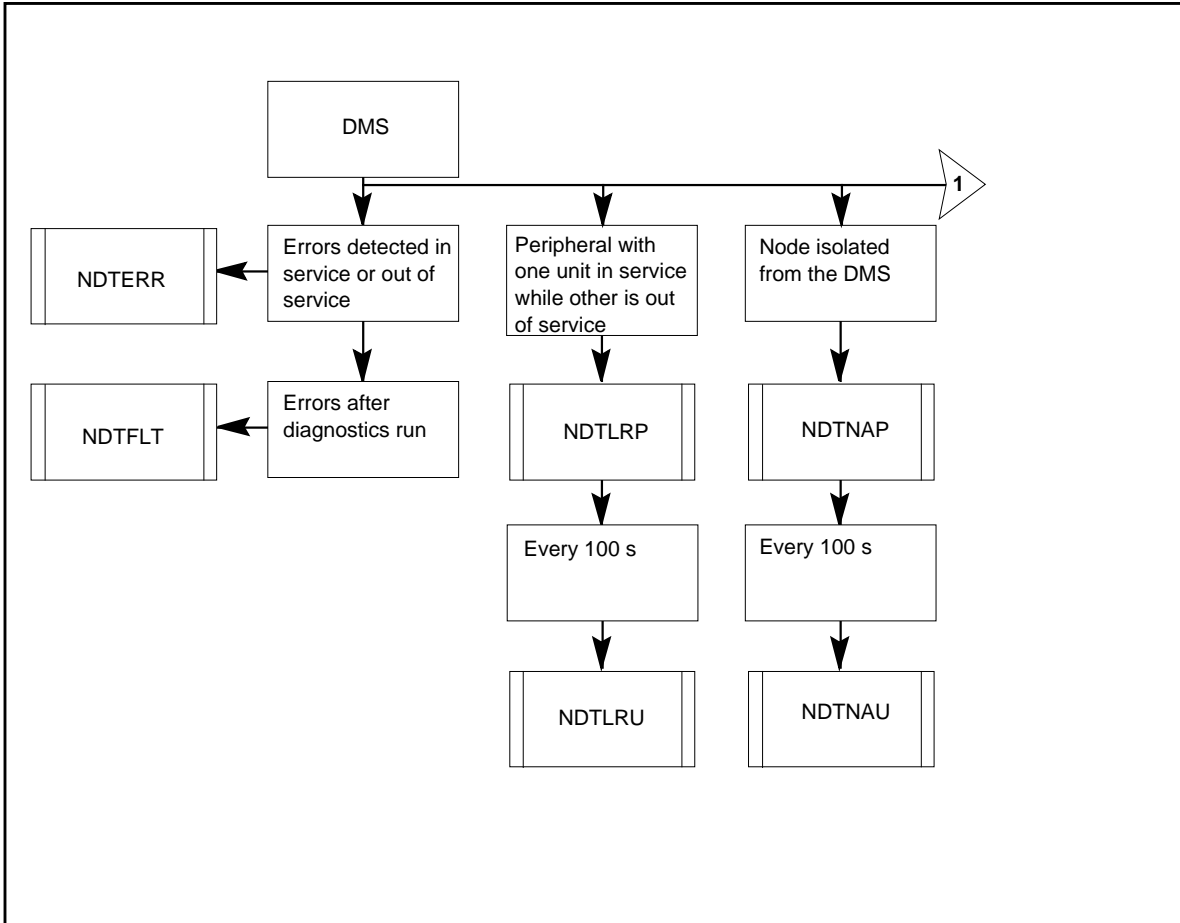 DMS
1
Errors detected in
service or out of
service
Peripheral with
one unit in service
while other is out
of service
Node isolated
from the DMS
NDTERR
Errors after
diagnostics run
NDTFLT
NDTLRP
NDTNAP
Every 100 s
Every 100 s
NDTLRU
NDTNAU